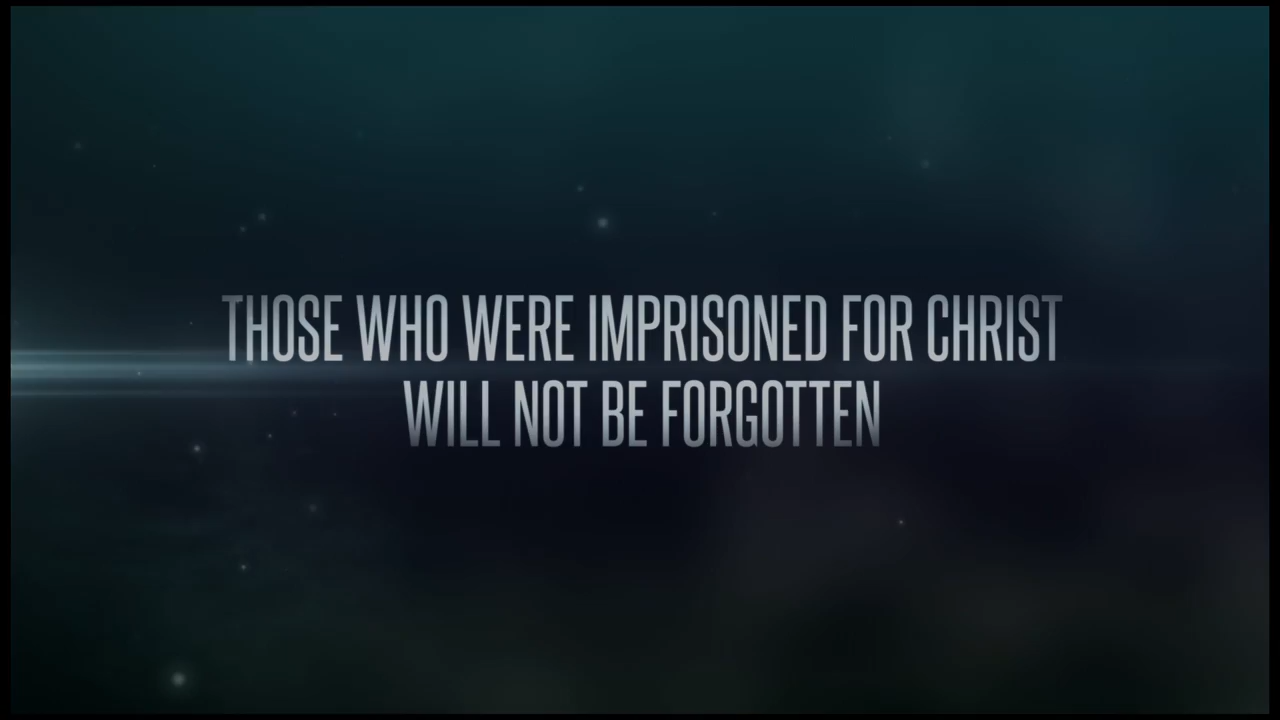 THOSE WHO WERE IMPRISONED FOR CHRIST
WILL NOT BE FORGOTTEN